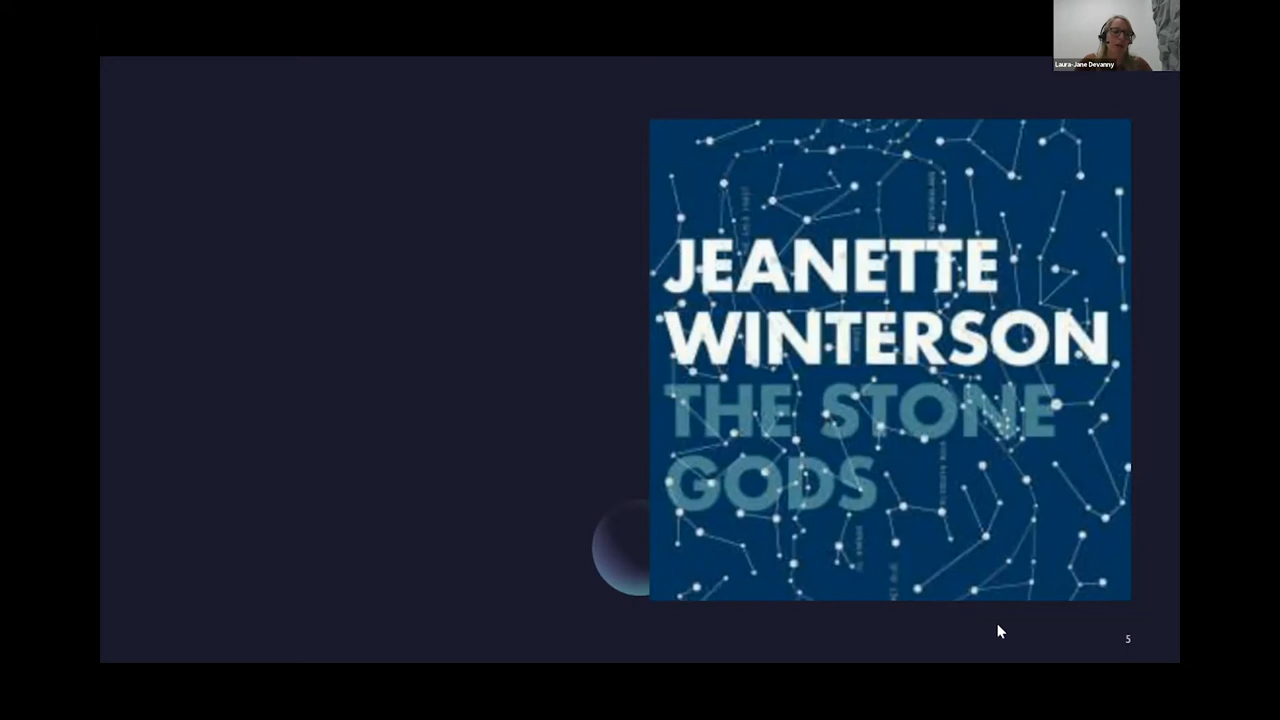 Laura-Jane Devanny
JEANETTE
WINTERSON
THE STONE
GODS
5